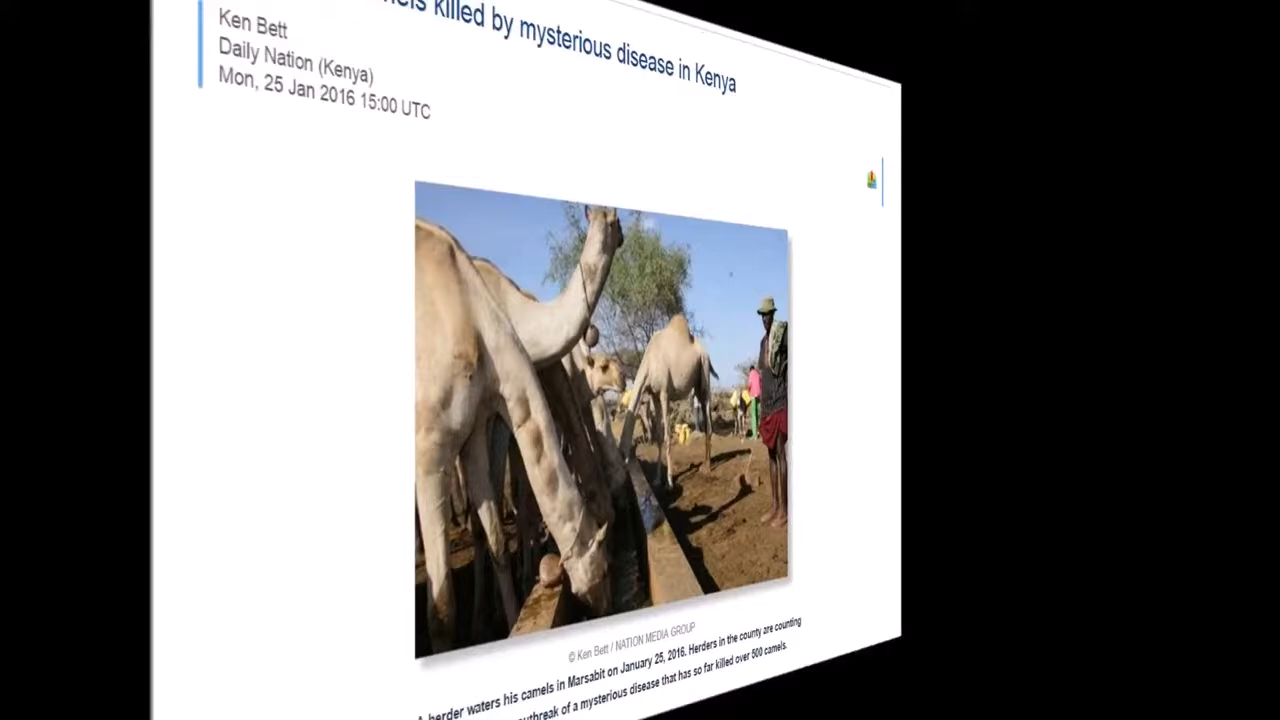 killed by mysterious disease in Kenya
Ken Bett
Daily Nation (Kenya)
Mon, 25 Jan 2016 15:00 UTC
© Ken Bett / NATION MEDIA GROUP
A herder waters his camels in Marsabit on January 25, 2016. Herders in the county are counting
outbreak of a mysterious disease that has so far killed over 500 camels.